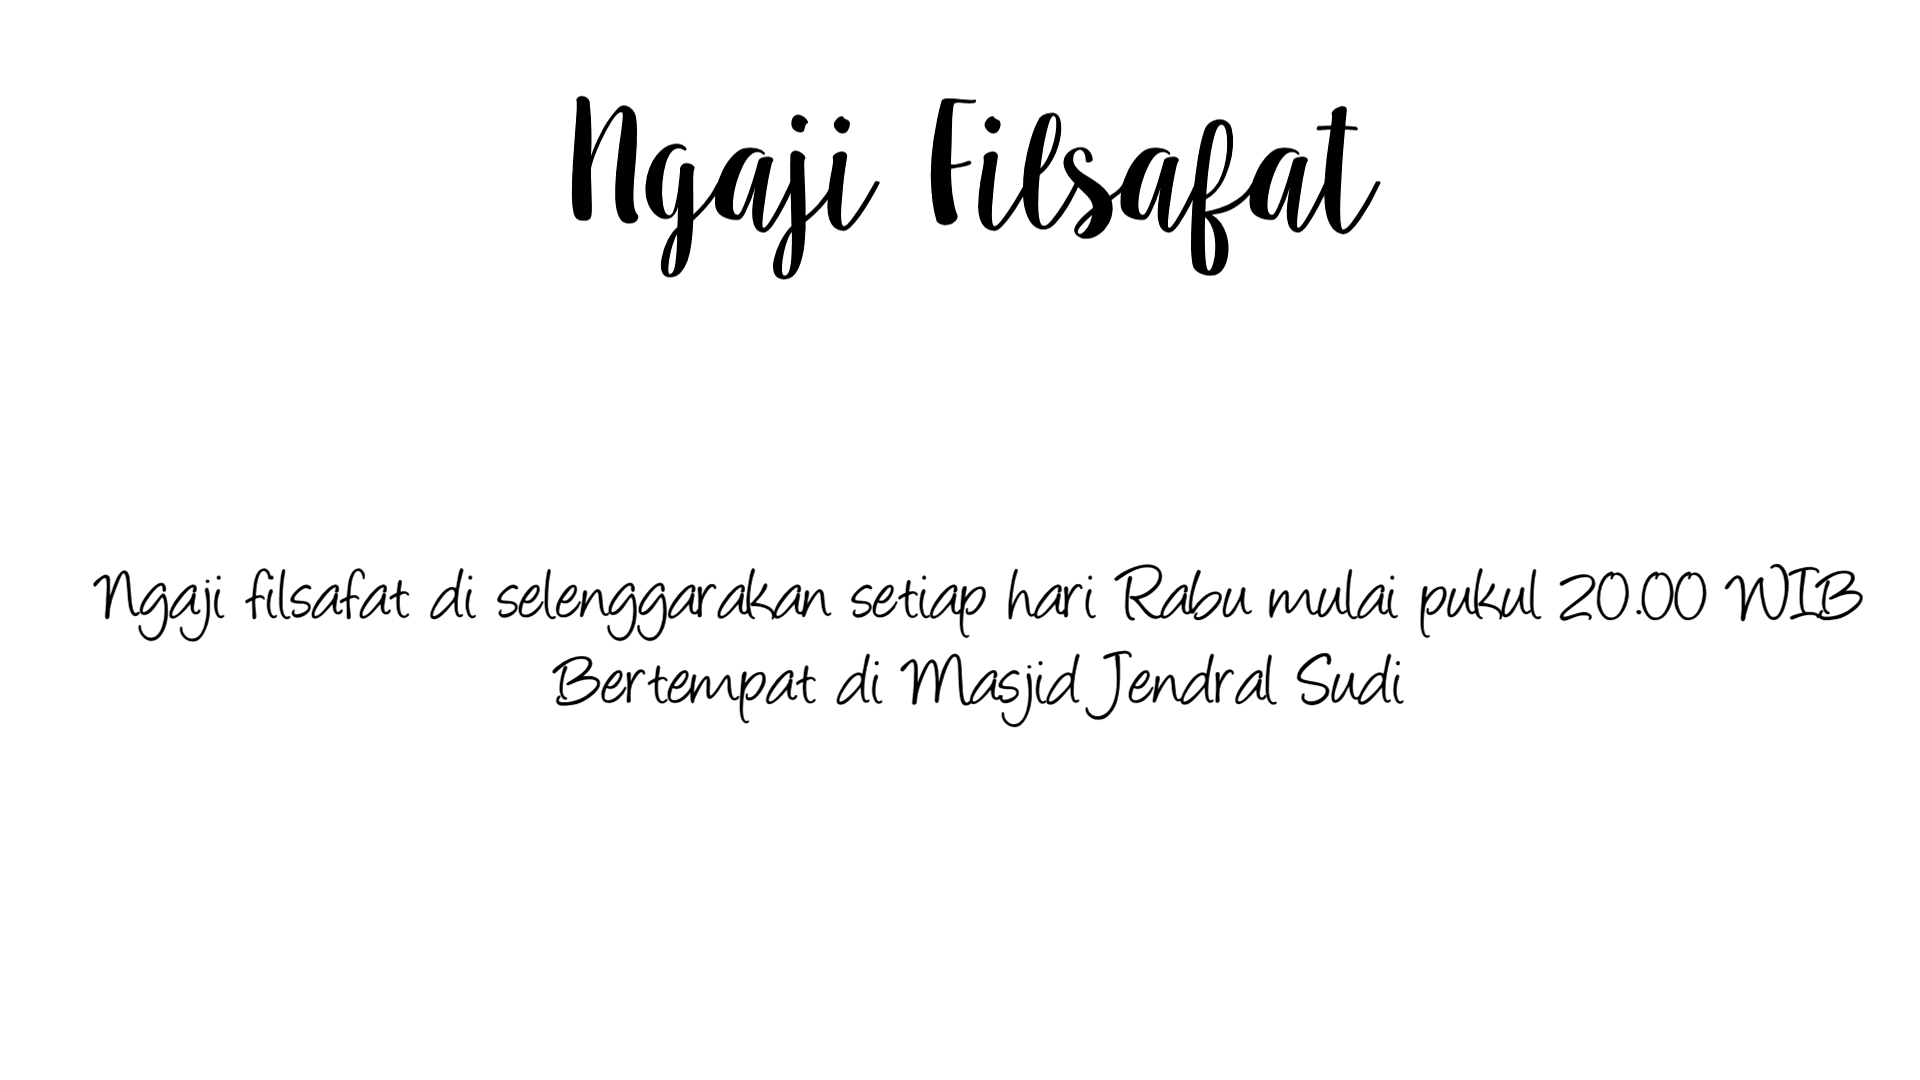 Ngaji Filsafat
Ngaji filsafat di selenggarakan setiap hari Rabu mulai pukul 20.00 WIB
Bertempat di Masjid Jendral Sudi